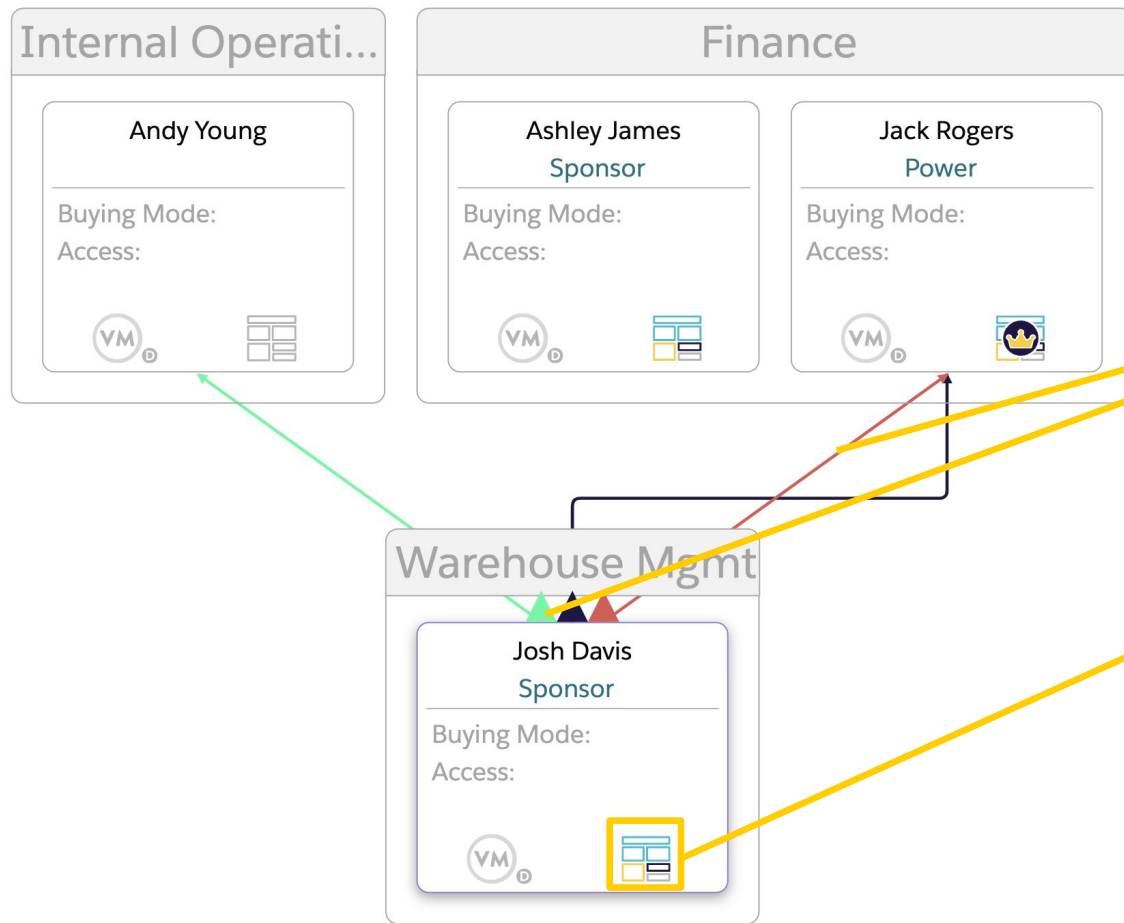 Internal Operati...
Finance
Andy Young
Buying Mode:
Access:
VM D
Ashley James
Sponsor
Buying Mode:
Access:
VM D
Jack Rogers
Power
Buying Mode:
Access:
VM D
Warehouse Mgmt
Josh Davis
Sponsor
Buying Mode:
Access:
VM D